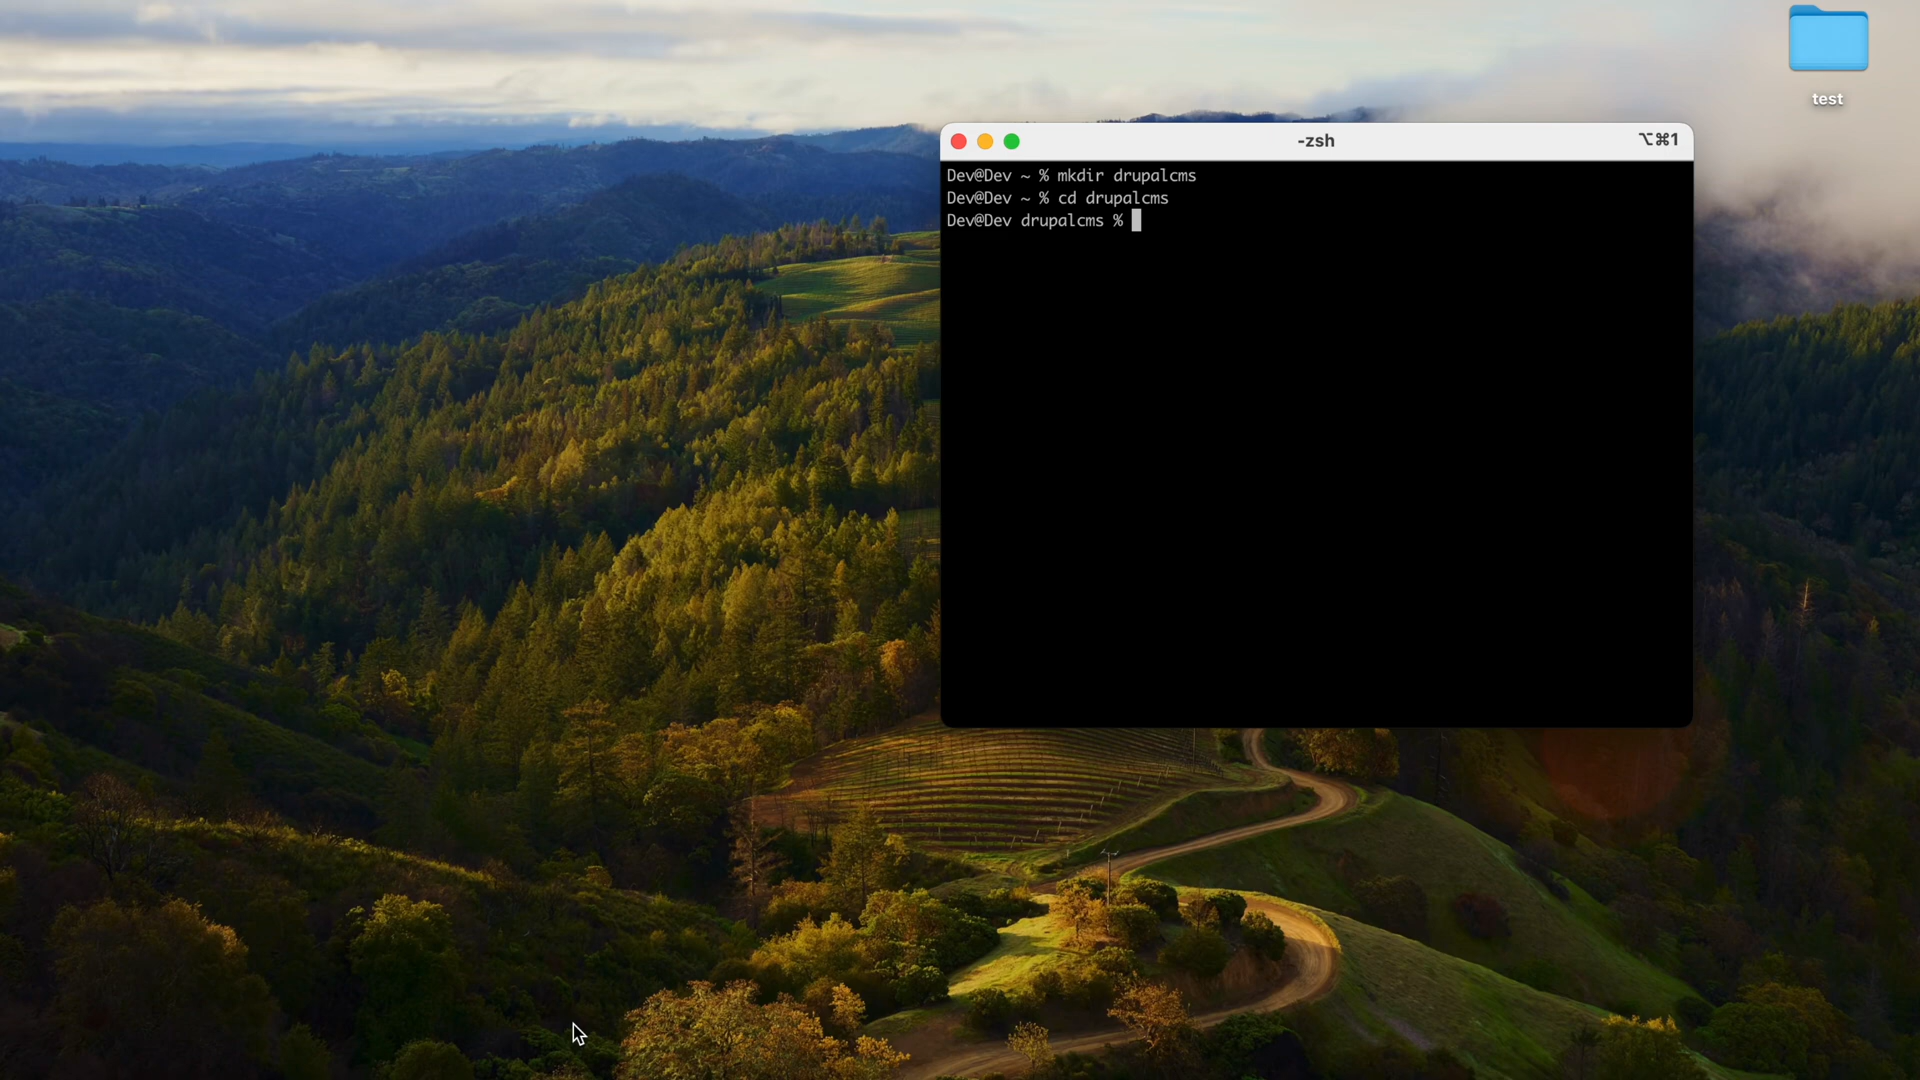 test
-zsh
⌥⌘1
Dev@Dev ~ % mkdir drupalcms
Dev@Dev ~ % cd drupalcms
Dev@Dev drupalcms %